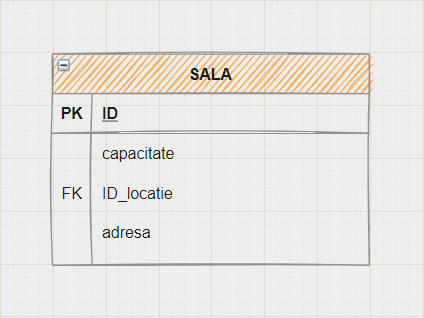 SALA
PK ID
capacitate
FK ID_locatie
adresa